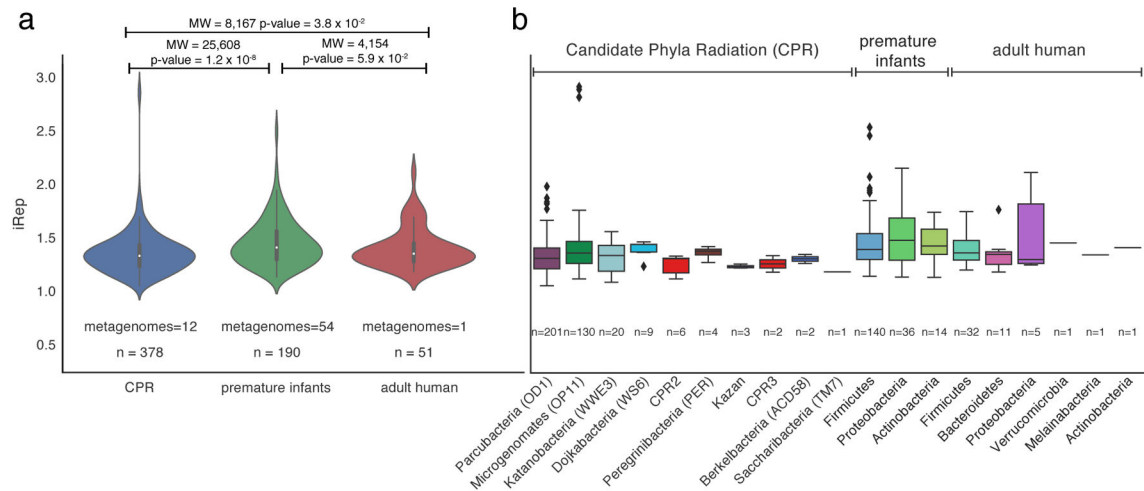 a
MW = 8,167 p-value = 3.8 x 10⁻²
MW = 25,608
p-value = 1.2 x 10⁻⁸
MW = 4,154
p-value = 5.9 x 10⁻²
iRep
3.0
2.5
2.0
1.5
1.0
0.5
metagenomes=12
metagenomes=54
metagenomes=1
n = 378
n = 190
n = 51
CPR
premature infants
adult human
b
Candidate Phyla Radiation (CPR)
premature
infants
adult human
n=201
n=130
n=20
n=9
n=6
n=4
n=3
n=2
n=2
n=1
n=140
n=36
n=14
n=32
n=11
n=5
n=1
n=1
n=1
Parcubacteria (OD1)
Microgenomates (OP11)
Katanobacteria (WWE3)
Dojkabacteria (WS6)
CPR2
Peregrinibacteria (PER)
Kazan
CPR3
Berkelbacteria (ACD58)
Saccharibacteria (TM7)
Firmicutes
Proteobacteria
Actinobacteria
Firmicutes
Bacteroidetes
Proteobacteria
Verrucomicrobia
Melainabacteria
Actinobacteria